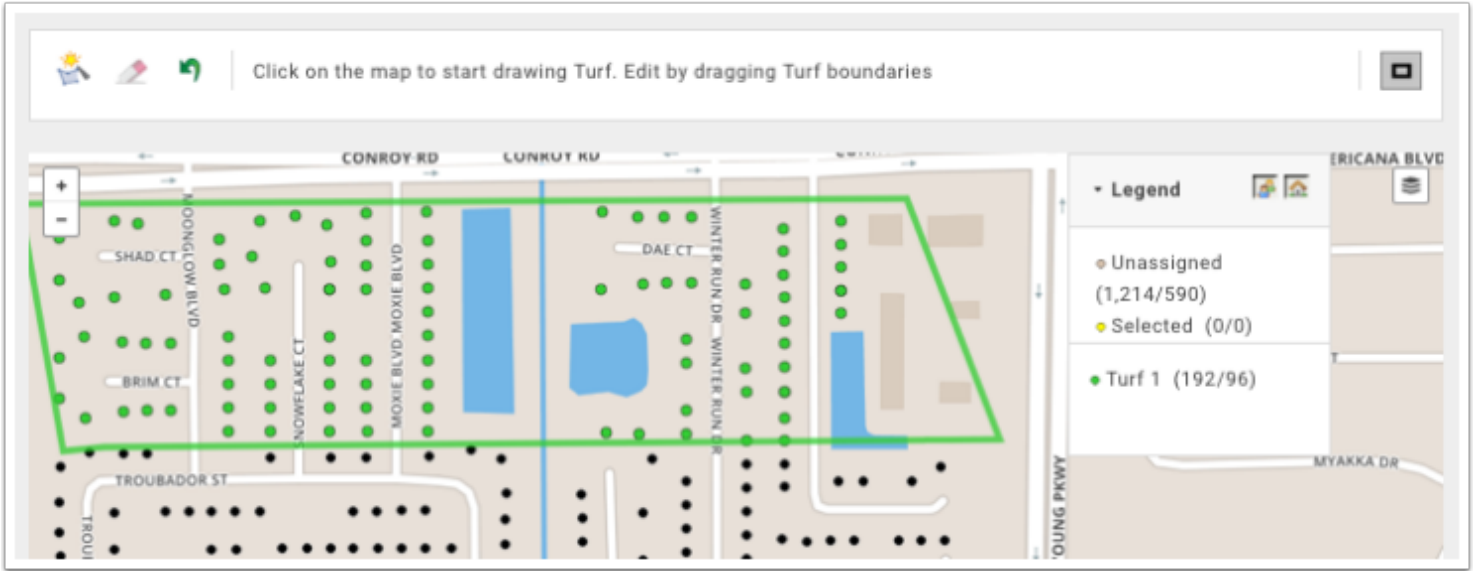 Click on the map to start drawing Turf. Edit by dragging Turf boundaries
CONROY RD
CONROY RD
ERICANA BLVD
+
−
Legend
Unassigned
(1,214/590)
Selected (0/0)
Turf 1 (192/96)
MOONGLOW BLVD
SHAD CT
BRIM CT
SNOWFLAKE CT
MOXIE BLVD
MOXIE BLVD
DAE CT
WINTER RUN DR
WINTER RUN DR
TROUBADOR ST
TROU
OUNG PKWY
MYAKKA DR
T